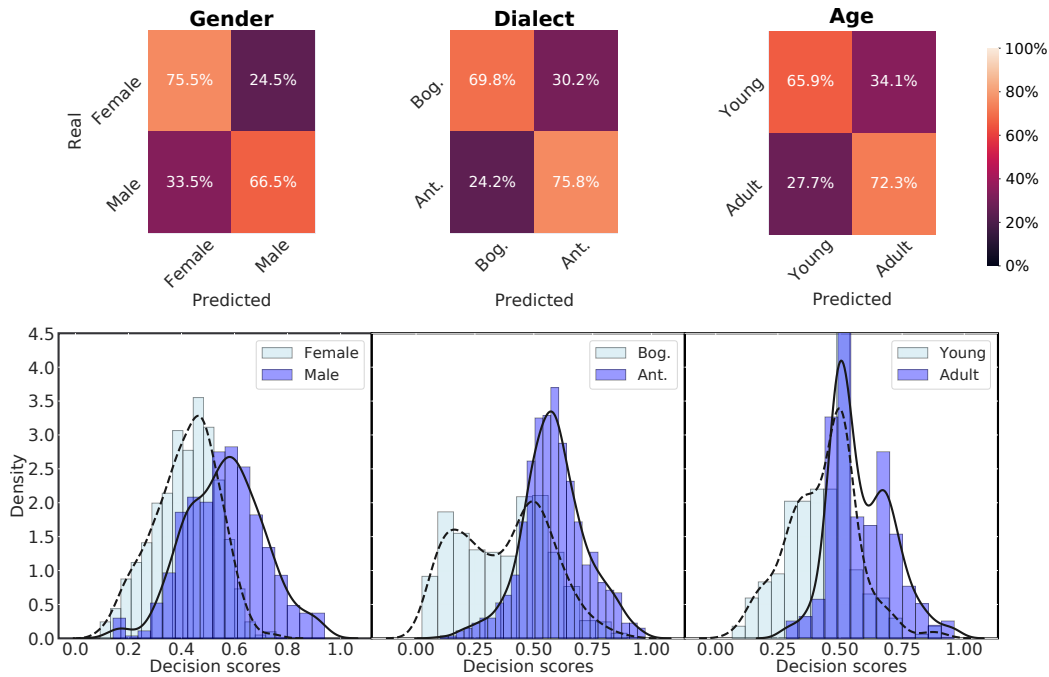 Gender
Dialect
Age
Real
Female
75.5%
24.5%
Male
33.5%
66.5%
Female
Male
Predicted
Bog.
69.8%
30.2%
Ant.
24.2%
75.8%
Bog.
Ant.
Predicted
Young
65.9%
34.1%
Adult
27.7%
72.3%
Young
Adult
Predicted
100%
80%
60%
40%
20%
0%
Density
4.5
4.0
3.5
3.0
2.5
2.0
1.5
1.0
0.5
0.0
Female
Male
0.0 0.2 0.4 0.6 0.8 1.0
Decision scores
Bog.
Ant.
0.00 0.25 0.50 0.75 1.00
Decision scores
Young
Adult
0.00 0.25 0.50 0.75 1.00
Decision scores